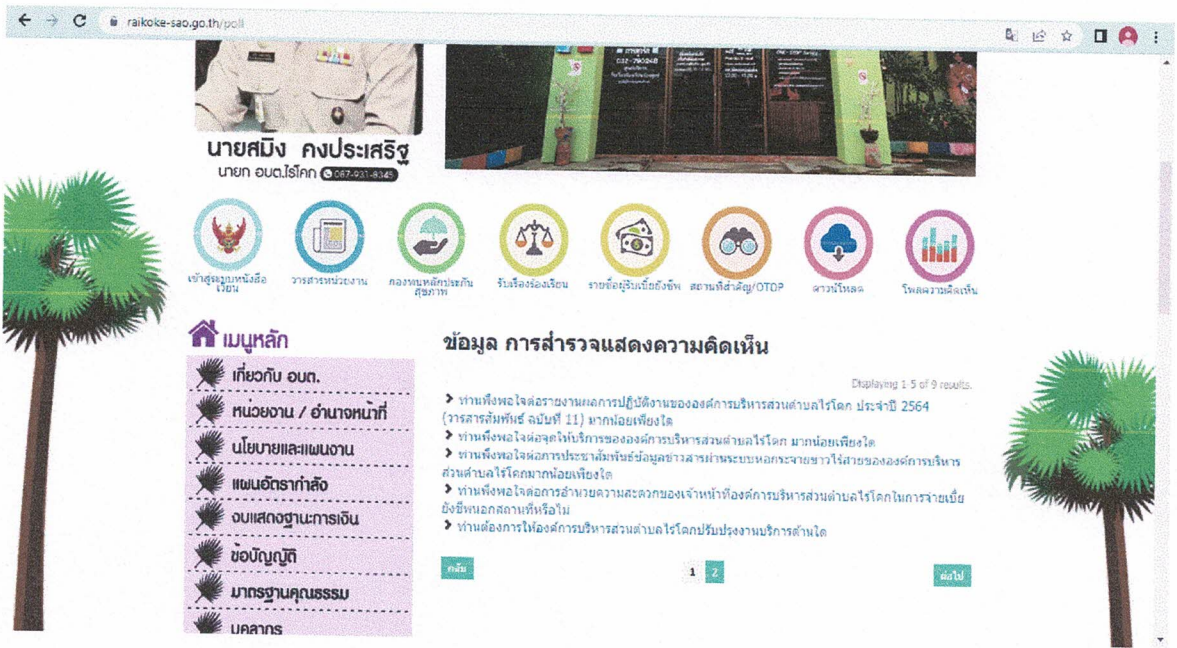 raikoke-sao.go.th/poll
032-790248
นายสมิง คงประเสริฐ
นายก อบต.ไร่โคก 087-931-8345
เข้าสู่ระบบหนังสือเวียน
วารสารหน่วยงาน
กองทุนหลักประกันสุขภาพ
รับเรื่องร้องเรียน
รายชื่อผู้รับเบี้ยยังชีพ
สถานที่สำคัญ/OTOP
ดาวน์โหลด
โพลความคิดเห็น
เมนูหลัก
เกี่ยวกับ อบต.
หน่วยงาน / อำนาจหน้าที่
นโยบายและแผนงาน
แผนอัตรากำลัง
งบแสดงฐานะการเงิน
ข้อบัญญัติ
มาตรฐานคุณธรรม
บุคลากร
ข้อมูล การสำรวจแสดงความคิดเห็น
Displaying 1-5 of 9 results.
ท่านพึงพอใจต่อรายงานผลการปฏิบัติงานขององค์การบริหารส่วนตำบลไร่โคก ประจำปี 2564
(วารสารสัมพันธ์ ฉบับที่ 11) มากน้อยเพียงใด
ท่านพึงพอใจต่อจุดให้บริการขององค์การบริหารส่วนตำบลไร่โคก มากน้อยเพียงใด
ท่านพึงพอใจต่อการประชาสัมพันธ์ข้อมูลข่าวสารผ่านระบบหอกระจายข่าวไร้สายขององค์การบริหาร
ส่วนตำบลไร่โคกมากน้อยเพียงใด
ท่านพึงพอใจต่อการอำนวยความสะดวกของเจ้าหน้าที่องค์การบริหารส่วนตำบลไร่โคกในการจ่ายเบี้ย
ยังชีพนอกสถานที่หรือไม่
ท่านต้องการให้องค์การบริหารส่วนตำบลไร่โคกปรับปรุงงานบริการด้านใด
กลับ
1 2
ต่อไป